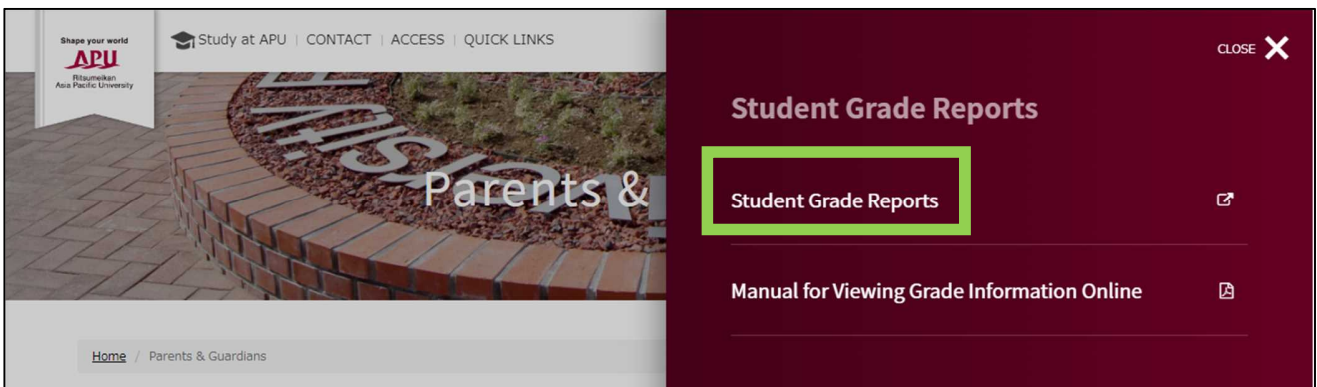 Shape your world
APU
Ritsumeikan
Asia Pacific University
Study at APU | CONTACT | ACCESS | QUICK LINKS
Parents &
Home / Parents & Guardians
CLOSE
Student Grade Reports
Student Grade Reports
Manual for Viewing Grade Information Online